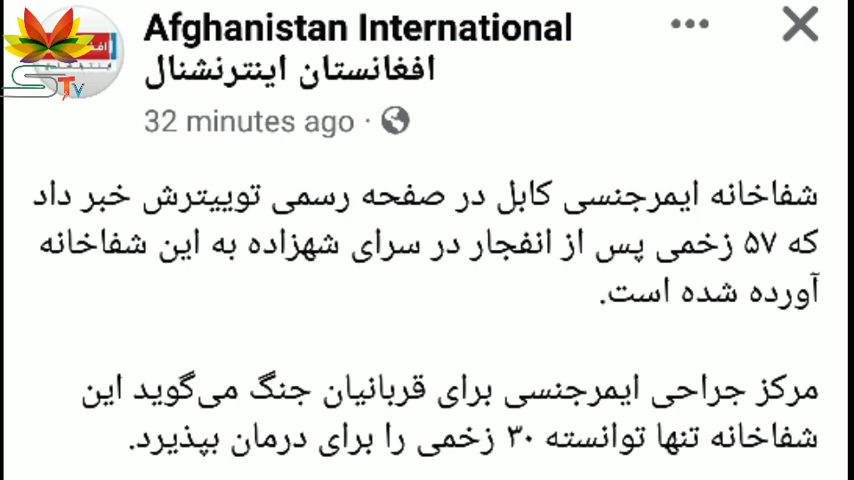 Afghanistan International
افغانستان اینترنشنال
32 minutes ago ·
شفاخانه ایمرجنسی کابل در صفحه رسمی توییترش خبر داد
که ۵۷ زخمی پس از انفجار در سرای شهزاده به این شفاخانه
آورده شده است.
مرکز جراحی ایمرجنسی برای قربانیان جنگ می‌گوید این
شفاخانه تنها توانسته ۳۰ زخمی را برای درمان بپذیرد.
STv